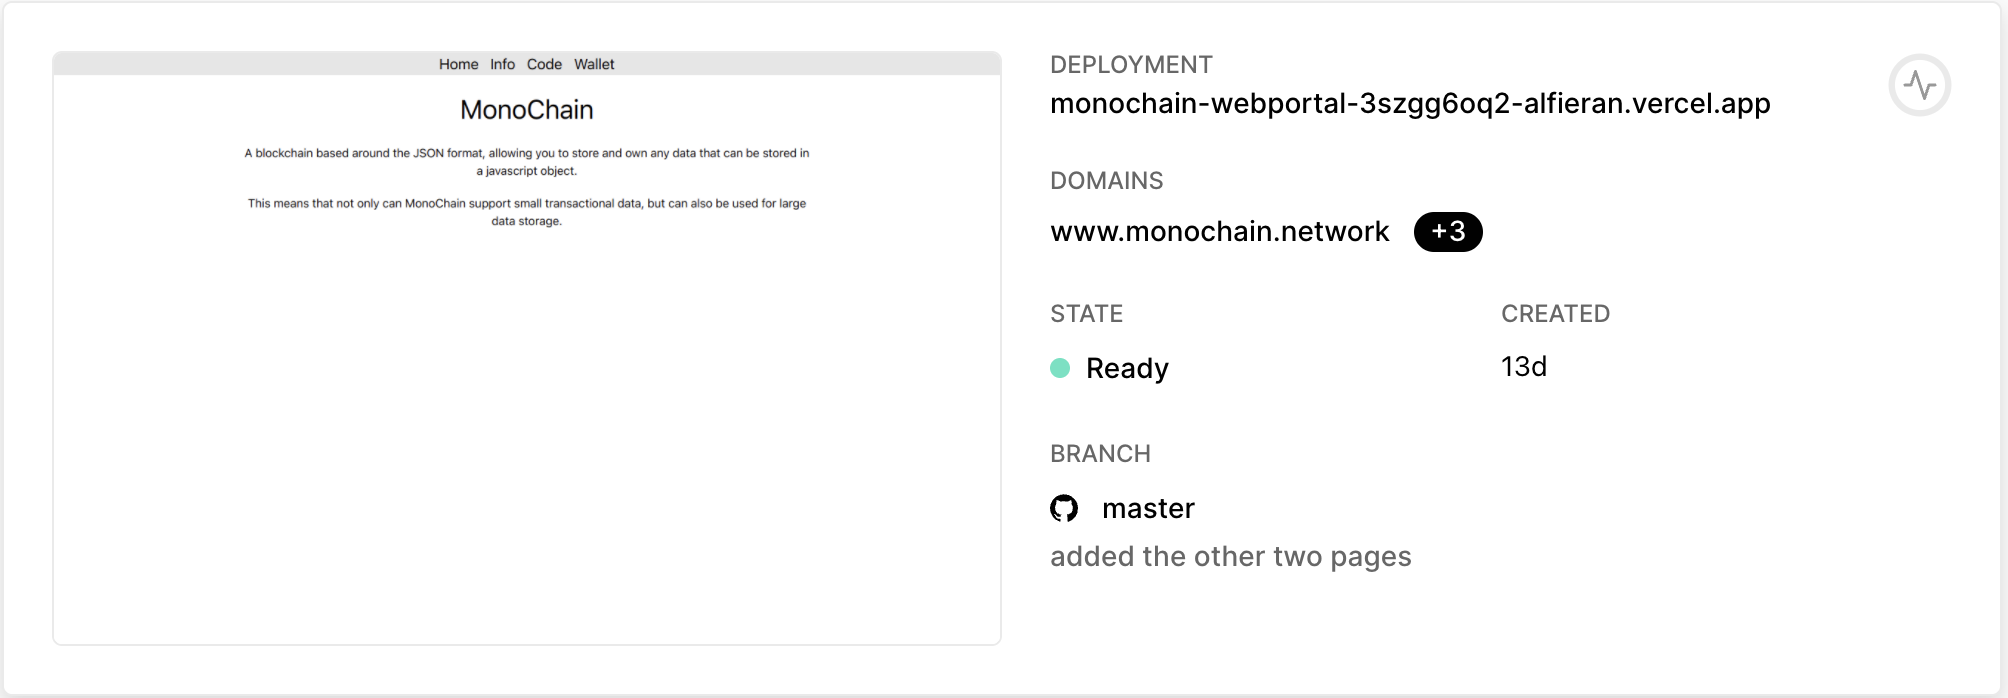 Home Info Code Wallet
MonoChain
A blockchain based around the JSON format, allowing you to store and own any data that can be stored in
a javascript object.
This means that not only can MonoChain support small transactional data, but can also be used for large
data storage.
DEPLOYMENT
monochain-webportal-3szgg6oq2-alfieran.vercel.app
DOMAINS
www.monochain.network +3
STATE
Ready
CREATED
13d
BRANCH
master
added the other two pages